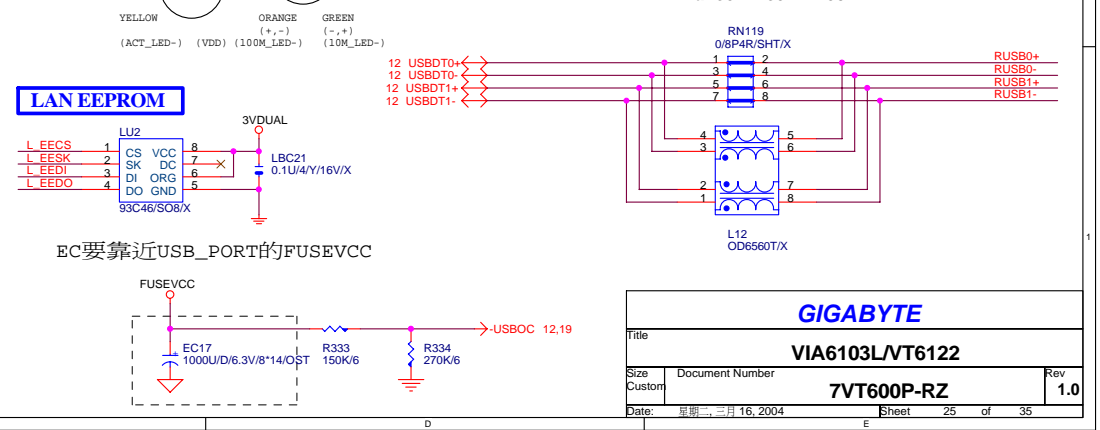 YELLOW
ORANGE GREEN
(+,-) (-,+)
(ACT_LED-) (VDD) (100M_LED-) (10M_LED-)
RN119
0/8P4R/SHT/X
12 USBDT0+ 1 2 RUSB0+
12 USBDT0- 3 4 RUSB0-
12 USBDT1+ 5 6 RUSB1+
12 USBDT1- 7 8 RUSB1-
LAN EEPROM
3VDUAL
LU2
L_EECS 1 CS VCC 8
L_EESK 2 SK DC 7
L_EEDI 3 DI ORG 6
L_EEDO 4 DO GND 5
93C46/SO8/X
LBC21
0.1U/4/Y/16V/X
4 5
3 6
2 7
1 8
L12
OD6560T/X
EC要靠近USB_PORT的FUSEVCC
FUSEVCC
-USBOC 12,19
EC17
1000U/D/6.3V/8*14/OST
R333
150K/6
R334
270K/6
1
GIGABYTE
Title
VIA6103L/VT6122
Size
Custom
Document Number
7VT600P-RZ
Rev
1.0
Date: 星期二, 三月 16, 2004 Sheet 25 of 35
D E